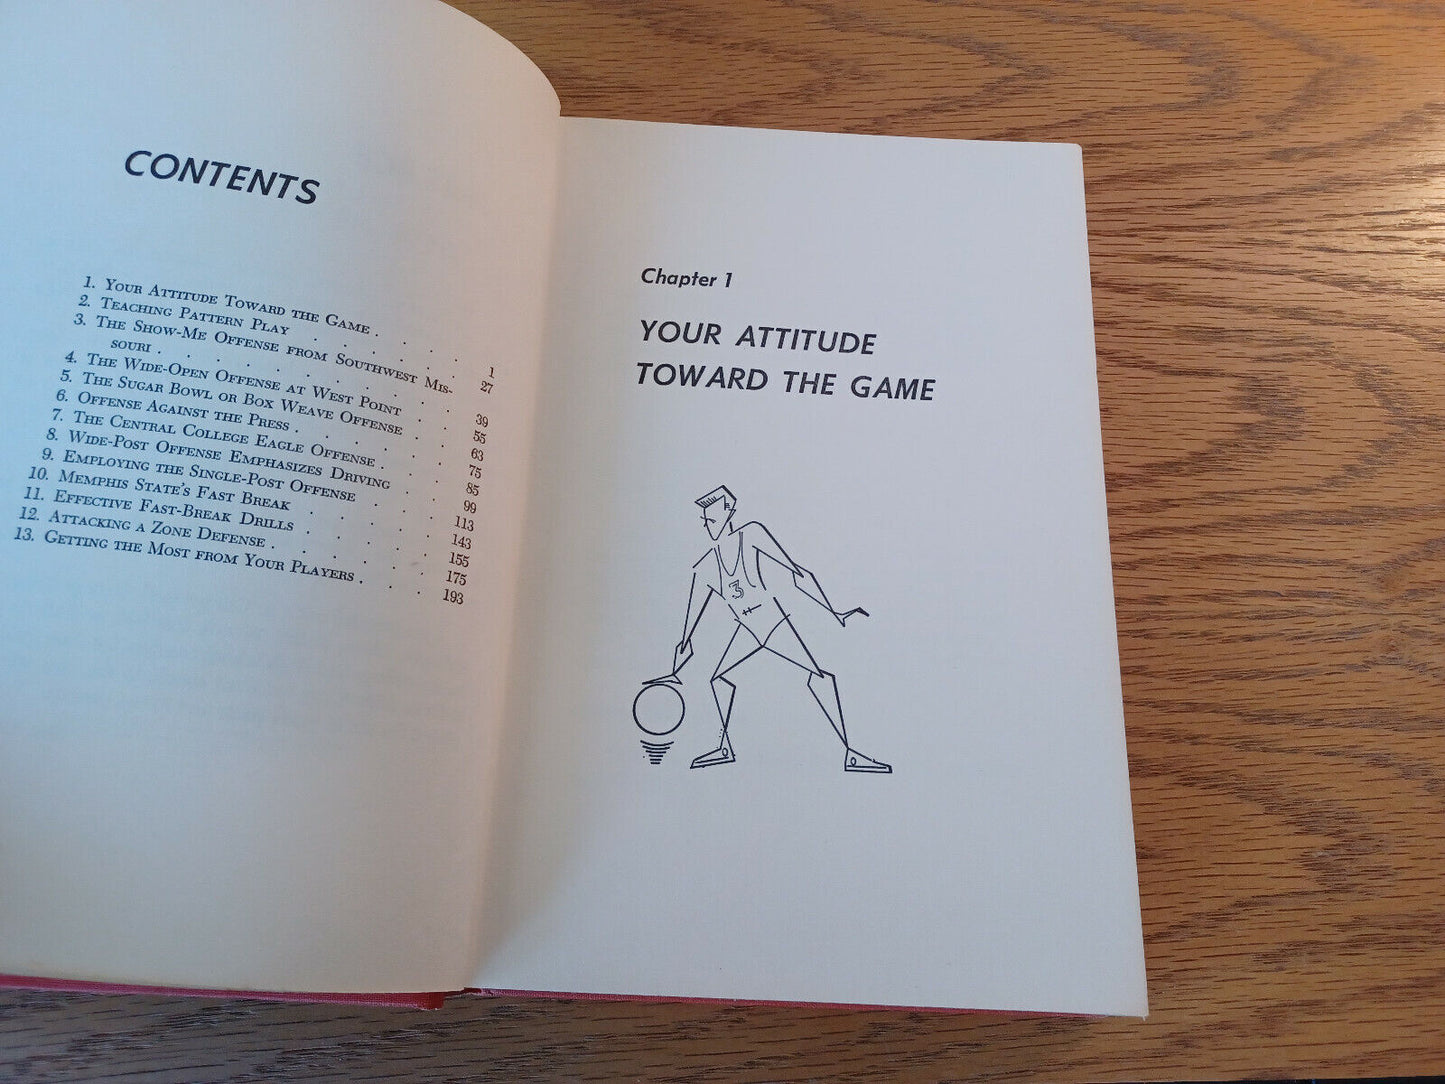 CONTENTS
1. Your Attitude Toward the Game . . . . 1
2. Teaching Pattern Play . . . . . . 27
3. The Show-Me Offense from Southwest Mis-
souri . . . . . . . . . 39
4. The Wide-Open Offense at West Point . . 55
5. The Sugar Bowl or Box Weave Offense . . 63
6. Offense Against the Press . . . . . 75
7. The Central College Eagle Offense . . . 85
8. Wide-Post Offense Emphasizes Driving . . 99
9. Employing the Single-Post Offense . . . 113
10. Memphis State's Fast Break . . . . . 143
11. Effective Fast-Break Drills . . . . . 155
12. Attacking a Zone Defense . . . . . 175
13. Getting the Most from Your Players . . . 193
Chapter 1
YOUR ATTITUDE
TOWARD THE GAME
3